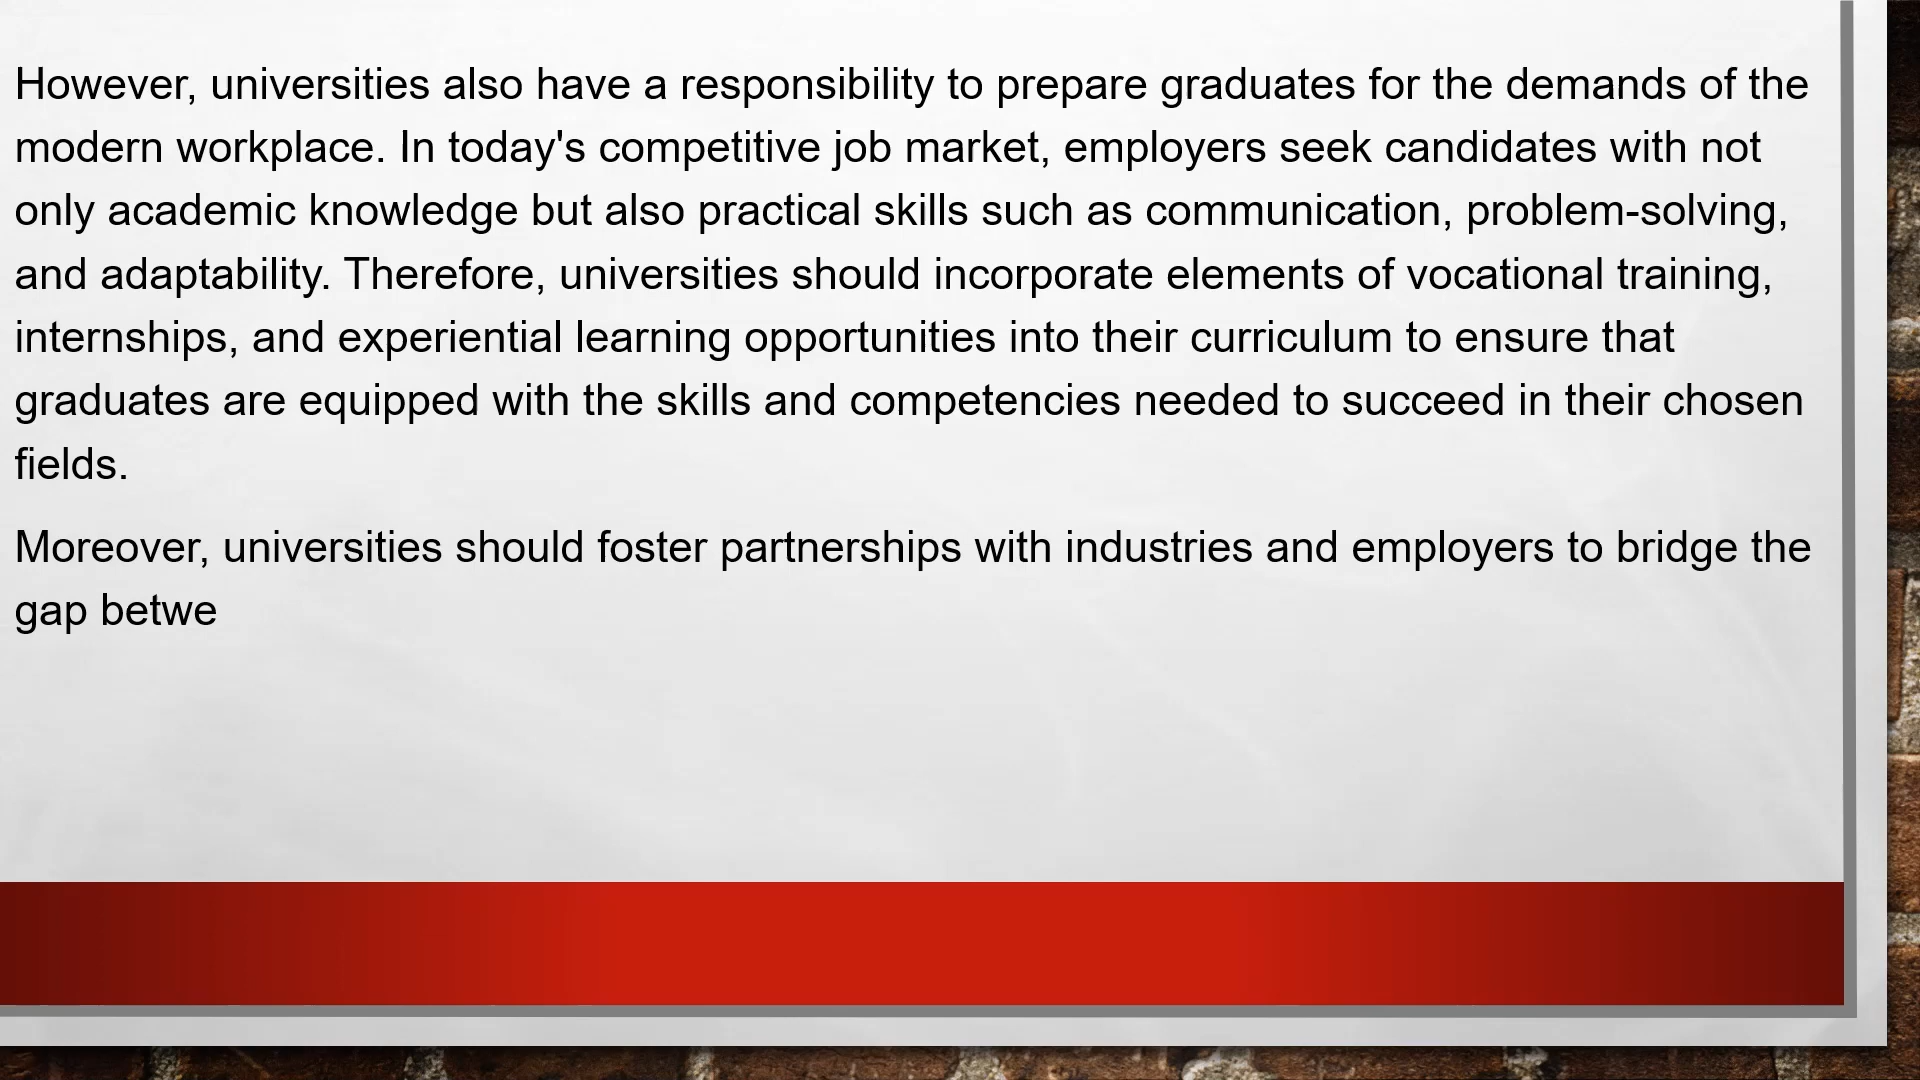 However, universities also have a responsibility to prepare graduates for the demands of the
modern workplace. In today's competitive job market, employers seek candidates with not
only academic knowledge but also practical skills such as communication, problem-solving,
and adaptability. Therefore, universities should incorporate elements of vocational training,
internships, and experiential learning opportunities into their curriculum to ensure that
graduates are equipped with the skills and competencies needed to succeed in their chosen
fields.
Moreover, universities should foster partnerships with industries and employers to bridge the
gap betwe